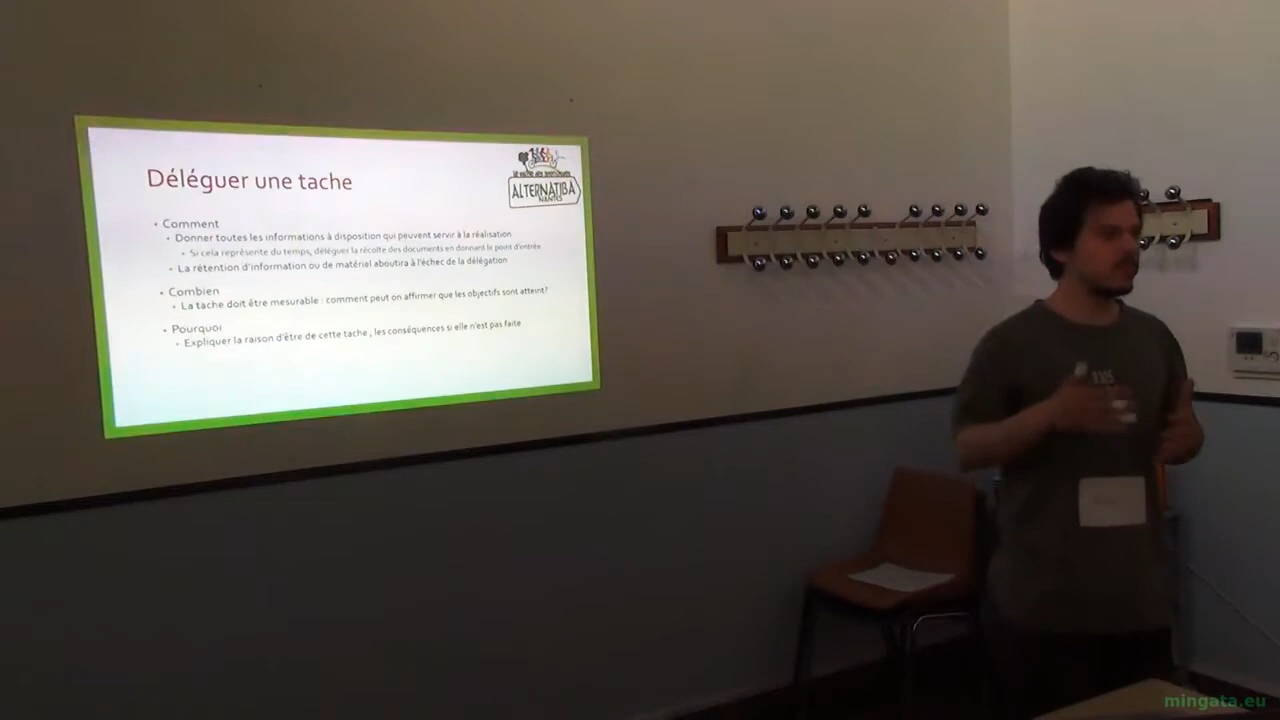 Déléguer une tache
ALTERNATIBA
NANTES
• Comment
• Donner toutes les informations à disposition qui peuvent servir à la réalisation
• Si cela représente du temps, déléguer la récolte des documents en donnant le point d'entrée
• La rétention d'information ou de matériel aboutira à l'échec de la délégation
• Combien
• La tache doit être mesurable : comment peut on affirmer que les objectifs sont atteint?
• Pourquoi
• Expliquer la raison d'être de cette tache , les conséquences si elle n'est pas faite
mingata.eu